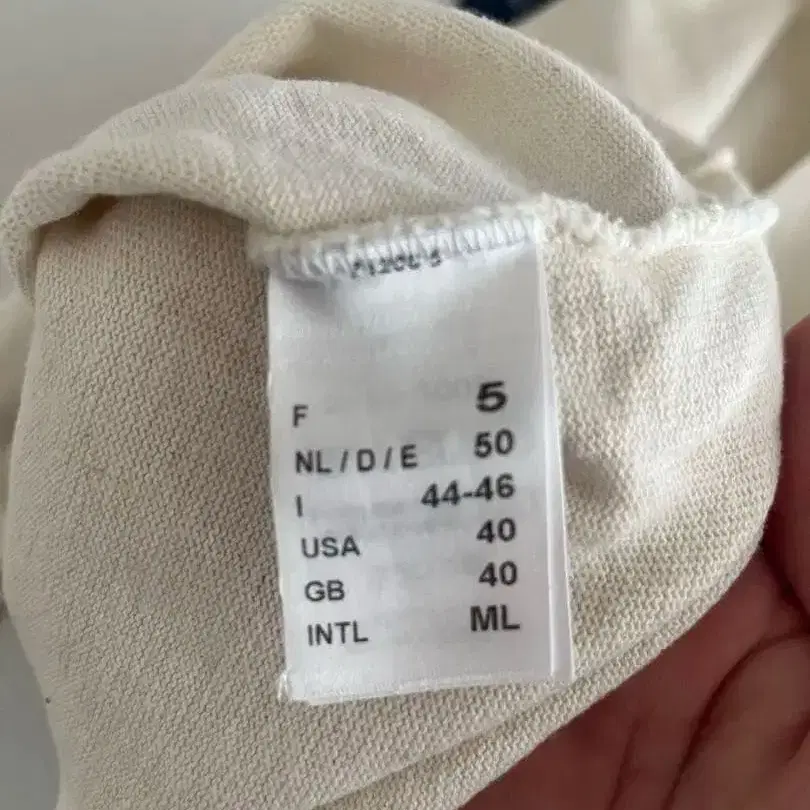 F 5
NL / D / E 50
I 44-46
USA 40
GB 40
INTL ML